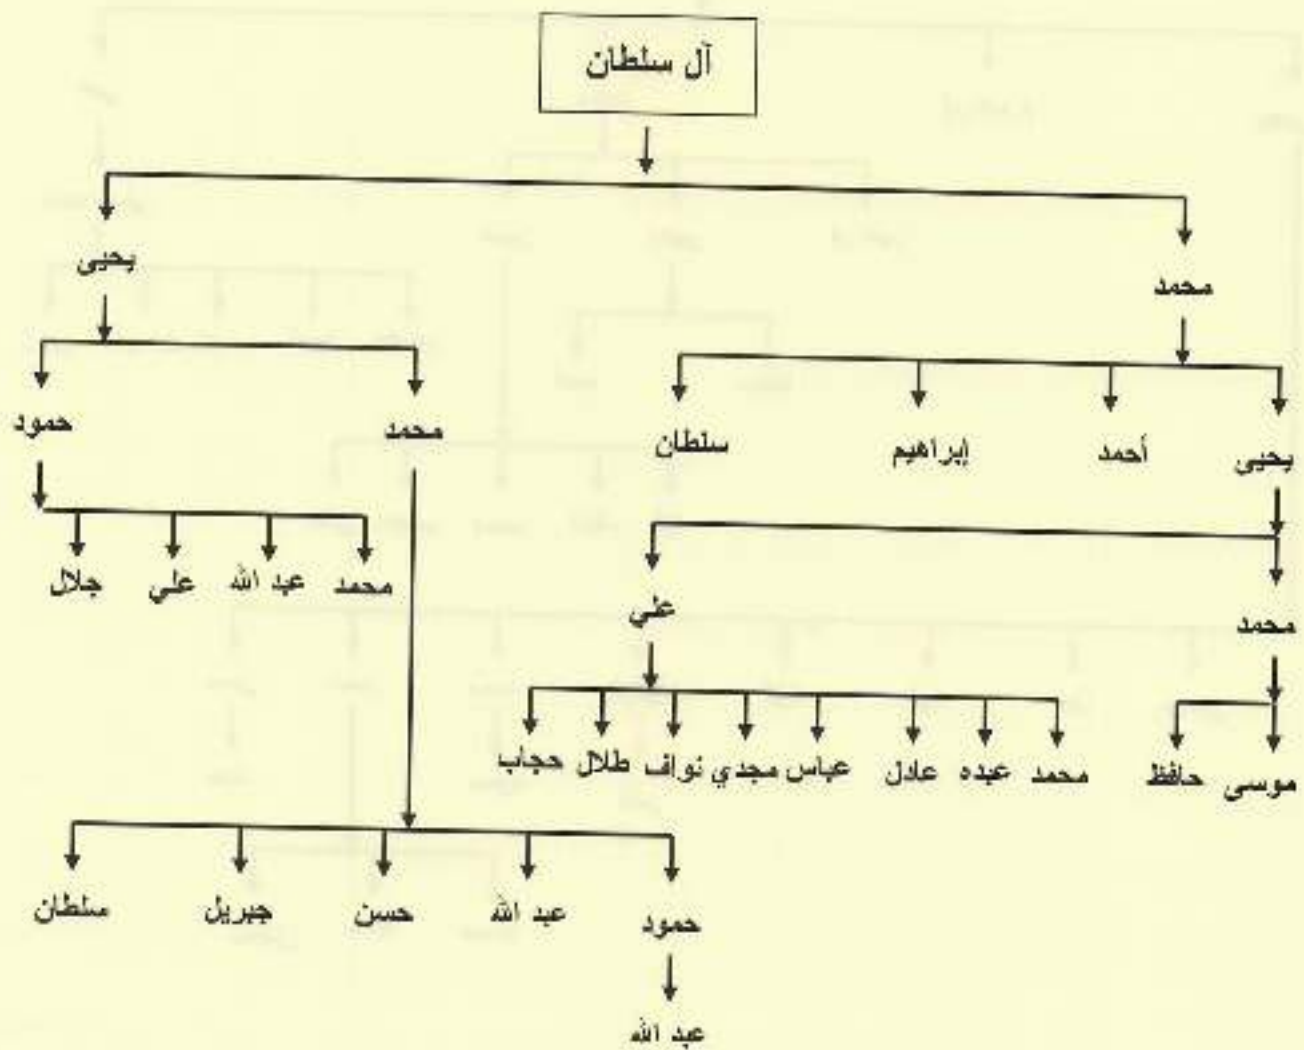 آل سلطان
محمد
يحيى
يحيى
أحمد
إبراهيم
سلطان
محمد
حمود
محمد
علي
محمد
عبد الله
علي
جلال
موسى
حافظ
محمد
عبده
عادل
عباس
مجدي
نواف
طلال
حجاب
حمود
عبد الله
حسن
جبريل
سلطان
عبد الله